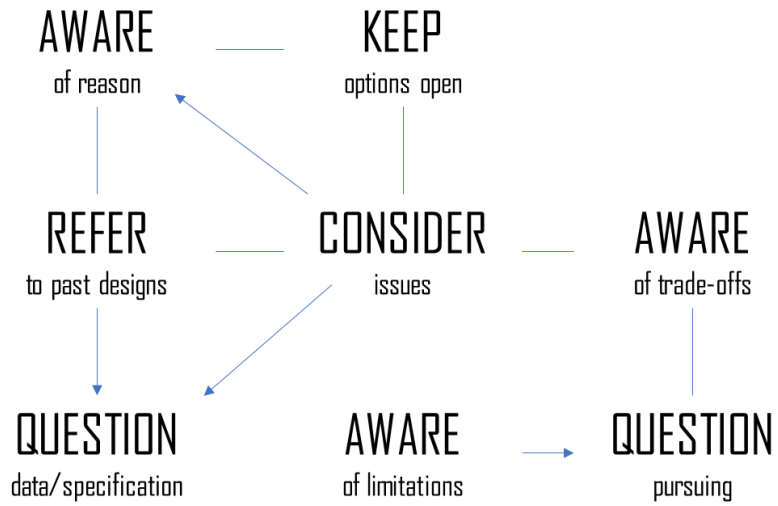 AWARE
of reason
KEEP
options open
REFER
to past designs
CONSIDER
issues
AWARE
of trade-offs
QUESTION
data/specification
AWARE
of limitations
QUESTION
pursuing